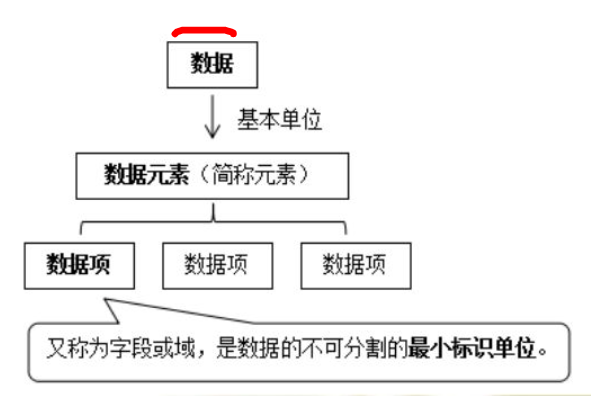 数据
基本单位
数据元素（简称元素）
数据项 数据项 数据项
又称为字段或域，是数据的不可分割的最小标识单位。